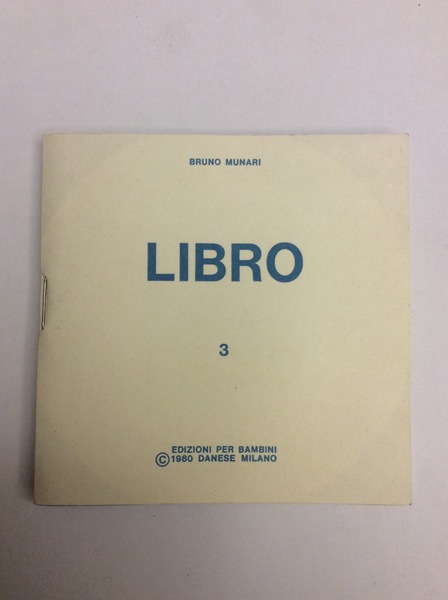 BRUNO MUNARI
LIBRO
3
EDIZIONI PER BAMBINI
© 1980 DANESE MILANO